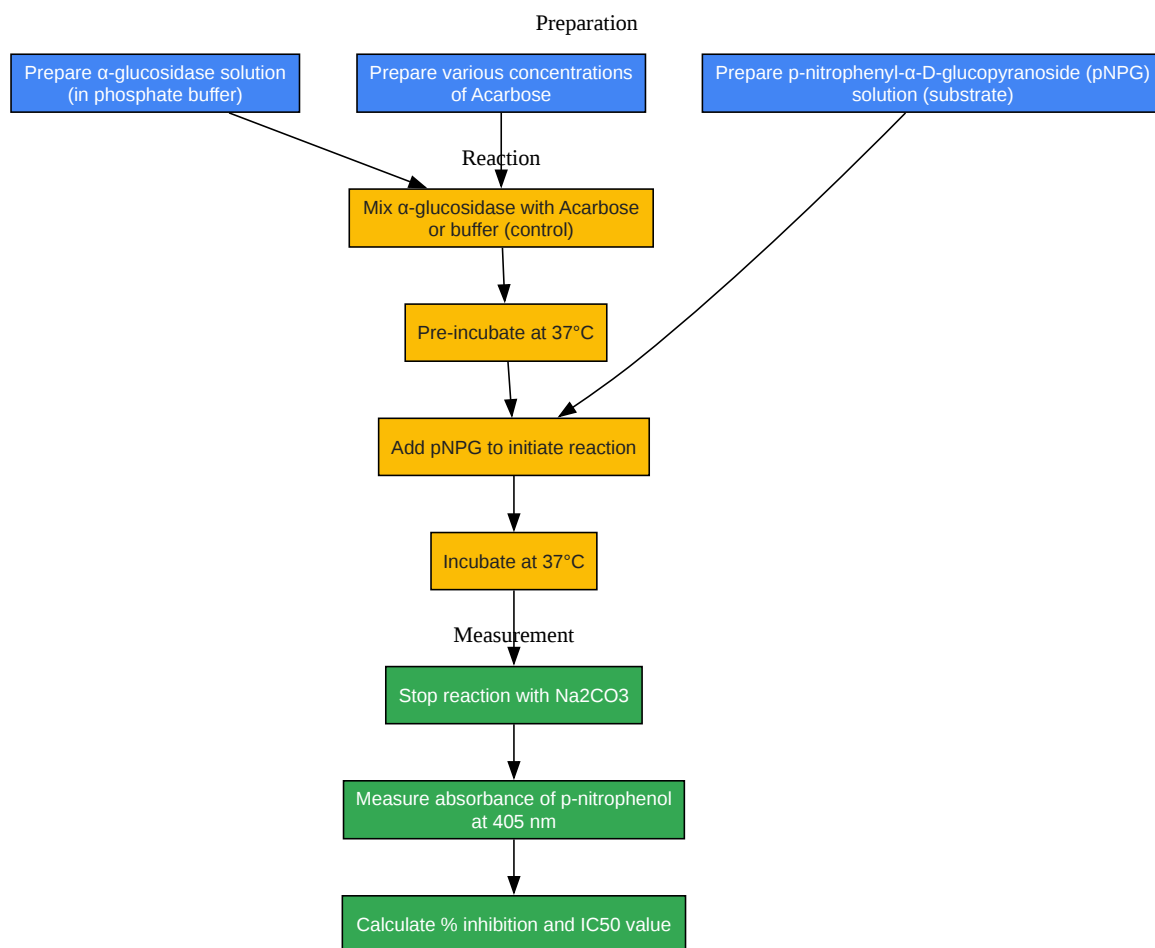 Preparation
Prepare α-glucosidase solution
(in phosphate buffer)
Prepare various concentrations
of Acarbose
Prepare p-nitrophenyl-α-D-glucopyranoside (pNPG)
solution (substrate)
Reaction
Mix α-glucosidase with Acarbose
or buffer (control)
Pre-incubate at 37°C
Add pNPG to initiate reaction
Incubate at 37°C
Measurement
Stop reaction with Na2CO3
Measure absorbance of p-nitrophenol
at 405 nm
Calculate % inhibition and IC50 value